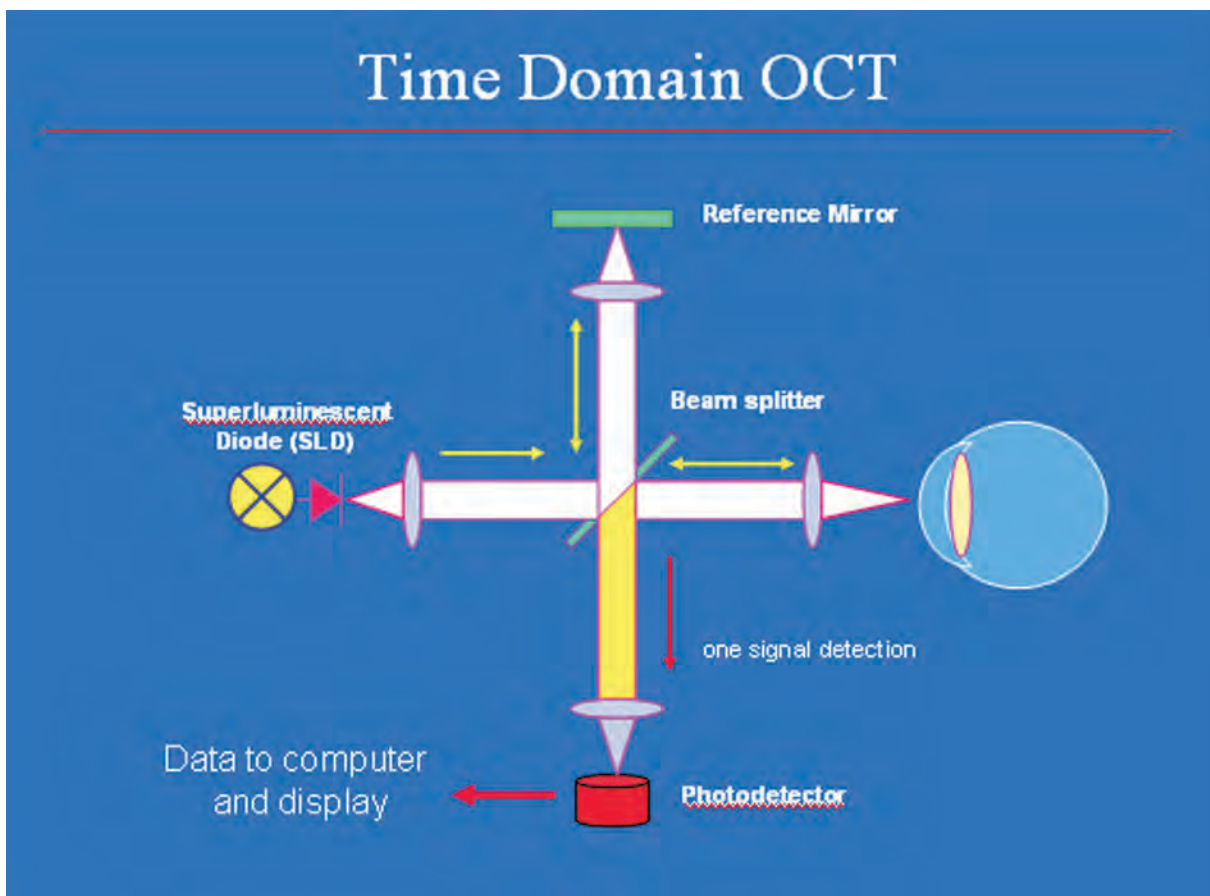 Time Domain OCT
Reference Mirror
Beam splitter
Superluminescent
Diode (SLD)
one signal detection
Data to computer
and display
Photodetector